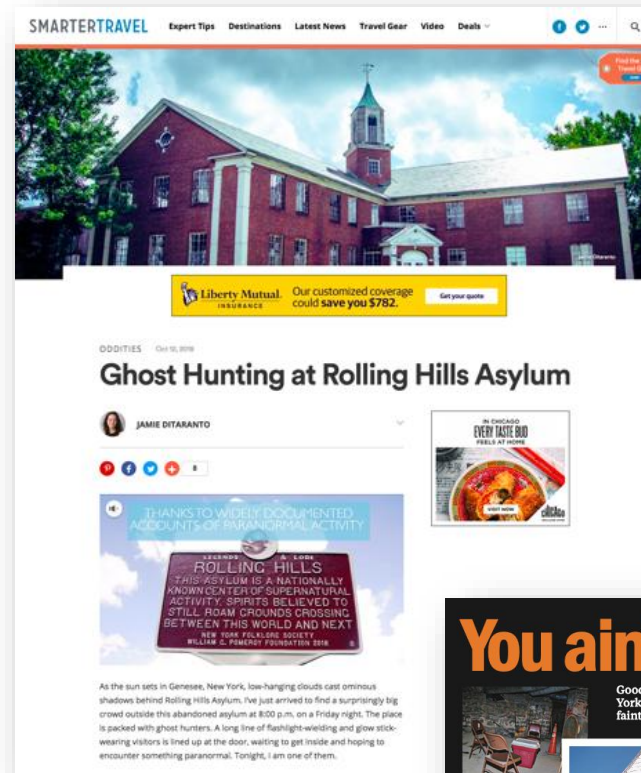 SMARTERTRAVEL
Expert Tips Destinations Latest News Travel Gear Video Deals
Find the
Liberty Mutual.
INSURANCE
Our customized coverage
could save you $782.
Get your quote
ODDITIES
Ghost Hunting at Rolling Hills Asylum
JAMIE DITARANTO
8
IN CHICAGO
EVERY TASTE BUD
FEELS AT HOME
VISIT NOW
THANKS TO WIDELY DOCUMENTED
ACCOUNTS OF PARANORMAL ACTIVITY
LEGENDS & LORE
ROLLING HILLS
THIS ASYLUM IS A NATIONALLY
KNOWN CENTER OF SUPERNATURAL
ACTIVITY. SPIRITS BELIEVED TO
STILL ROAM GROUNDS CROSSING
BETWEEN THIS WORLD AND NEXT
NEW YORK FOLKLORE SOCIETY
WILLIAM G. POMEROY FOUNDATION 2018
As the sun sets in Genesee, New York, low-hanging clouds cast ominous
shadows behind Rolling Hills Asylum. I've just arrived to find a surprisingly big
crowd outside this abandoned asylum at 8:00 p.m. on a Friday night. The place
is packed with ghost hunters. A long line of flashlight-wielding and glow stick-
wearing visitors is lined up at the door, waiting to get inside and hoping to
encounter something paranormal. Tonight, I am one of them.
You ain
Good
York
faint